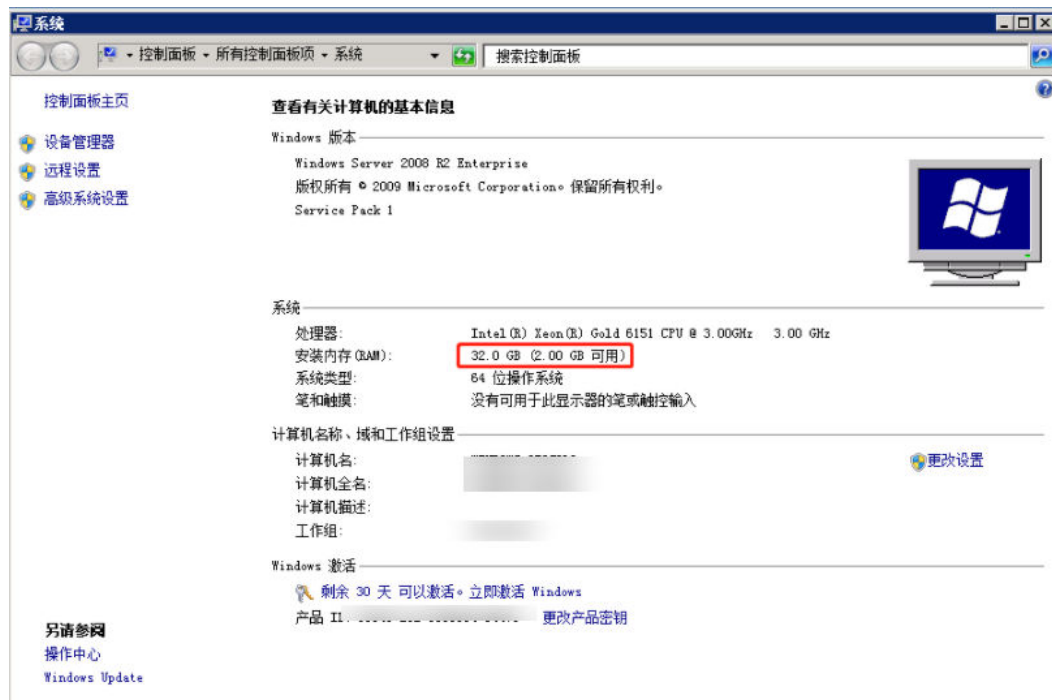 系统
控制面板 所有控制面板项 系统
搜索控制面板
控制面板主页
设备管理器
远程设置
高级系统设置
查看有关计算机的基本信息
Windows 版本
Windows Server 2008 R2 Enterprise
版权所有 © 2009 Microsoft Corporation。保留所有权利。
Service Pack 1
系统
处理器: Intel(R) Xeon(R) Gold 6151 CPU @ 3.00GHz 3.00 GHz
安装内存(RAM): 32.0 GB (2.00 GB 可用)
系统类型: 64 位操作系统
笔和触摸: 没有可用于此显示器的笔或触控输入
计算机名称、域和工作组设置
计算机名: 更改设置
计算机全名:
计算机描述:
工作组:
Windows 激活
剩余 30 天 可以激活。立即激活 Windows
产品 ID: 更改产品密钥
另请参阅
操作中心
Windows Update